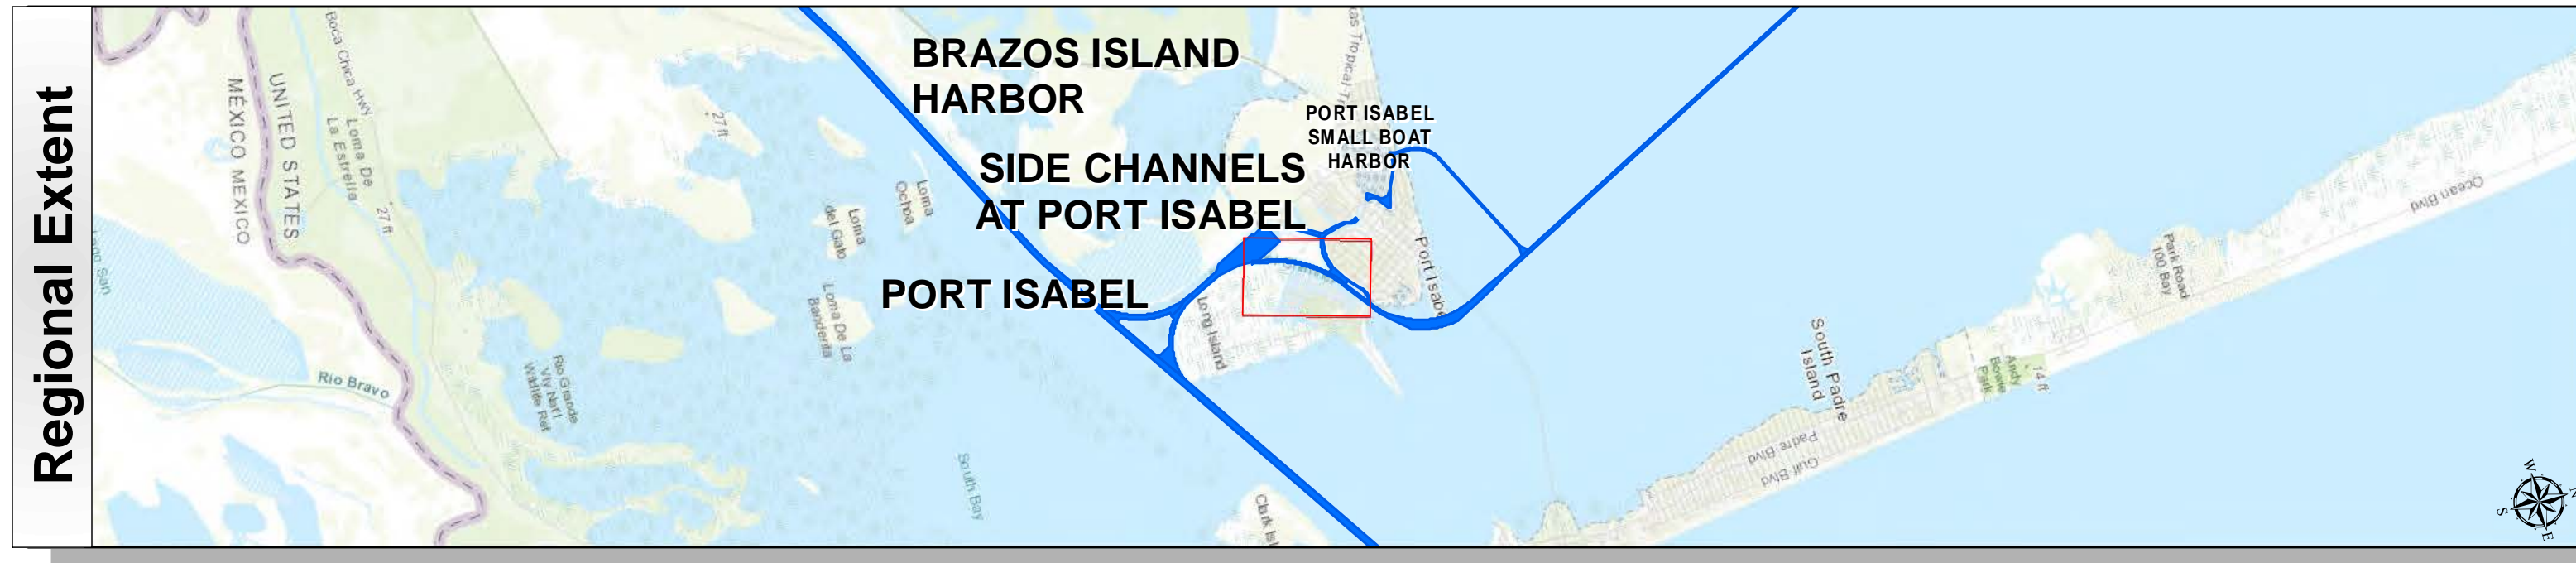 Regional Extent
BRAZOS ISLAND
HARBOR
SIDE CHANNELS
AT PORT ISABEL
PORT ISABEL
PORT ISABEL
SMALL BOAT
HARBOR
MÉXICO MEXICO
UNITED STATES
Boca Chica Hwy
Loma De
La Estrella
27 ft
27 ft
Loma
Ochoa
Loma
del Gato
Loma De La
Banderita
Rio Grande
Vly Nat'l
Wildlife Ref
Rio Bravo
South Bay
Long Island
Port Isabe
South Padre
Island
Padre Blvd
Gulf Blvd
Andy
Bowie
Park
14 ft
Park Road
100 Bay
Ocean Blvd
W
N
S
E